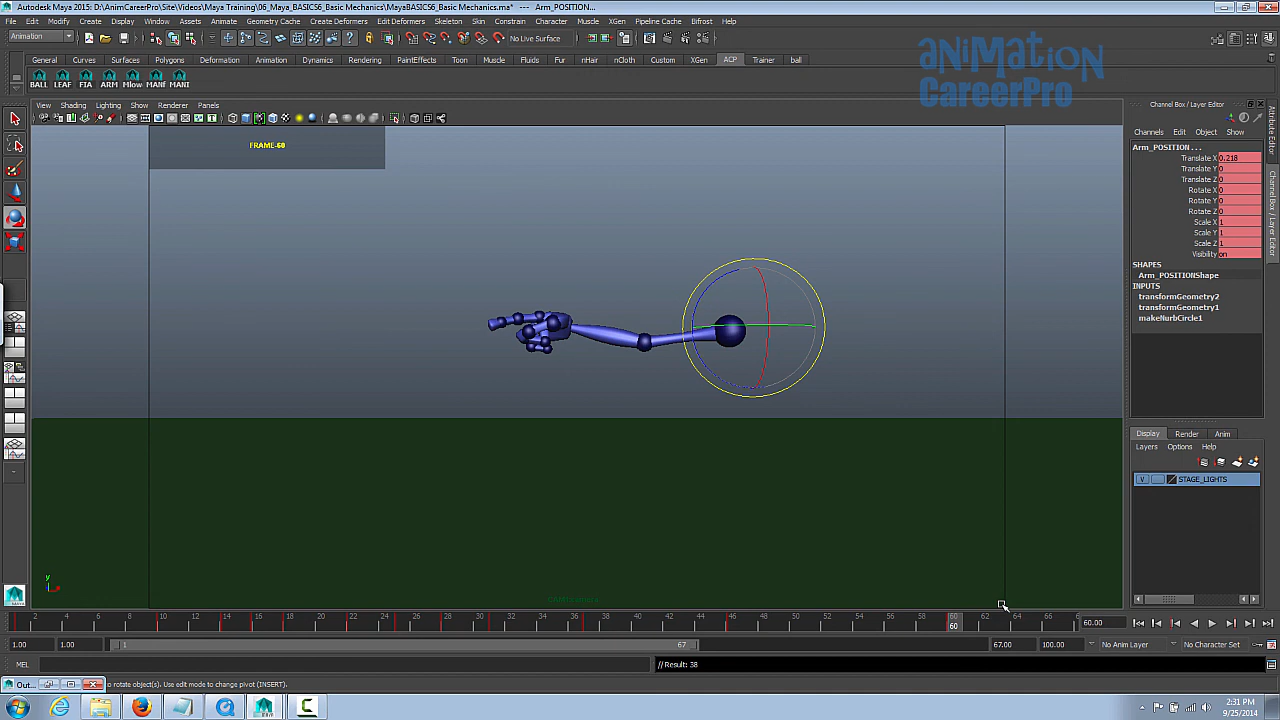 Autodesk Maya 2015: D:\AnimCareerPro\Site\Videos\Maya Training\06_Maya_BASICS6_Basic Mechanics\MayaBASICS6_Basic Mechanics.ma* --- Arm_POSITION...
File Edit Modify Create Display Window Assets Animate Geometry Cache Create Deformers Edit Deformers Skeleton Skin Constrain Character Muscle XGen Pipeline Cache Bifrost Help
Animation
No Live Surface
General Curves Surfaces Polygons Deformation Animation Dynamics Rendering PaintEffects Toon Muscle Fluids Fur nHair nCloth Custom XGen ACP Trainer ball
BALL LEAF ARM
aNiMatioN
CareerPro
View Shading Lighting Show Renderer Panels
FRAME-60
Channel Box / Layer Editor
Channels Edit Object Show
Arm_POSITION . . .
Translate X 0.218
Translate Y 0
Translate Z 0
Rotate X 0
Rotate Y 0
Rotate Z 0
Scale X 1
Scale Y 1
Scale Z 1
Visibility on
SHAPES
Arm_POSITIONShape
INPUTS
transformGeometry2
transformGeometry1
makeNurbCircle1
Attribute Editor
Channel Box / Layer Editor
Display Render Anim
Layers Options Help
V STAGE_LIGHTS
y
2 4 6 8 10 12 14 16 18 20 22 24 26 28 30 32 34 36 38 40 42 44 46 48 50 52 54 56 58 60 62 64 66
60
60.00
1.00 1.00 1 67 67.00 100.00 No Anim Layer No Character Set
MEL // Result: 38
Out... o rotate object(s). Use edit mode to change pivot (INSERT).
2:31 PM
9/25/2014